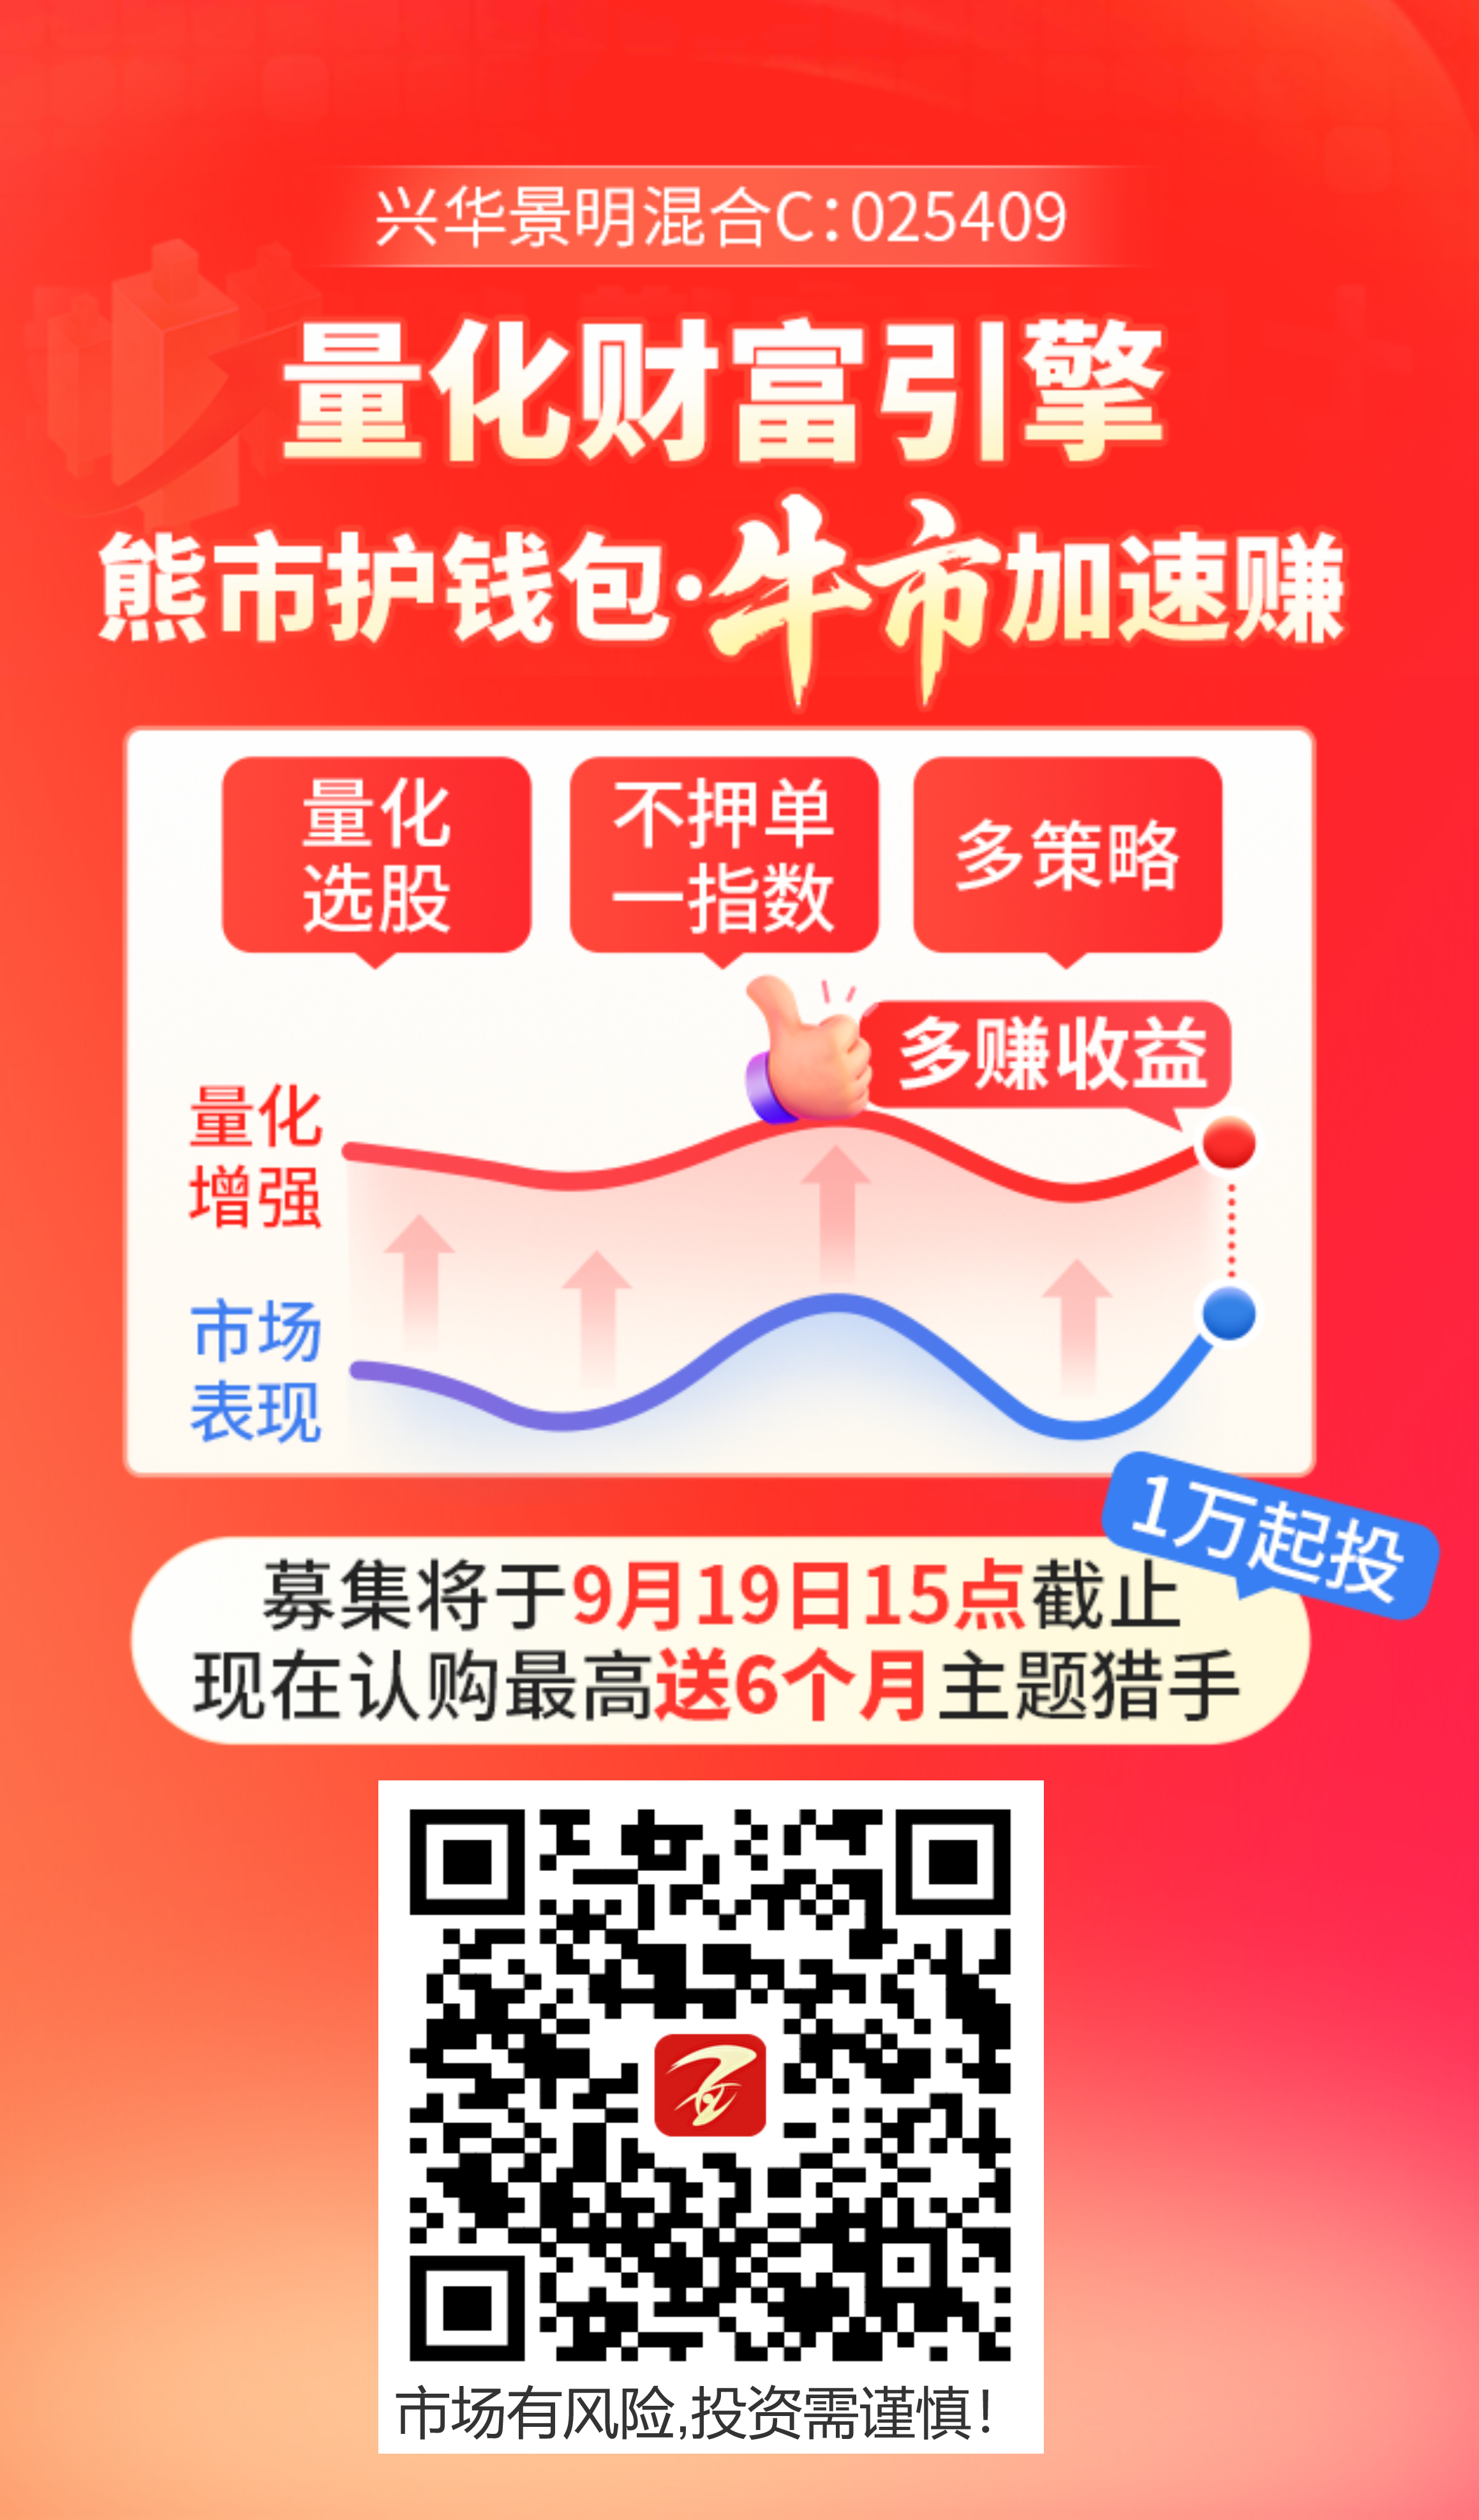 兴华景明混合C：025409
量化财富引擎
熊市护钱包·牛市加速赚
量化
选股
不押单
一指数
多策略
多赚收益
量化
增强
市场
表现
1万起投
募集将于9月19日15点截止
现在认购最高送6个月主题猎手
市场有风险,投资需谨慎!